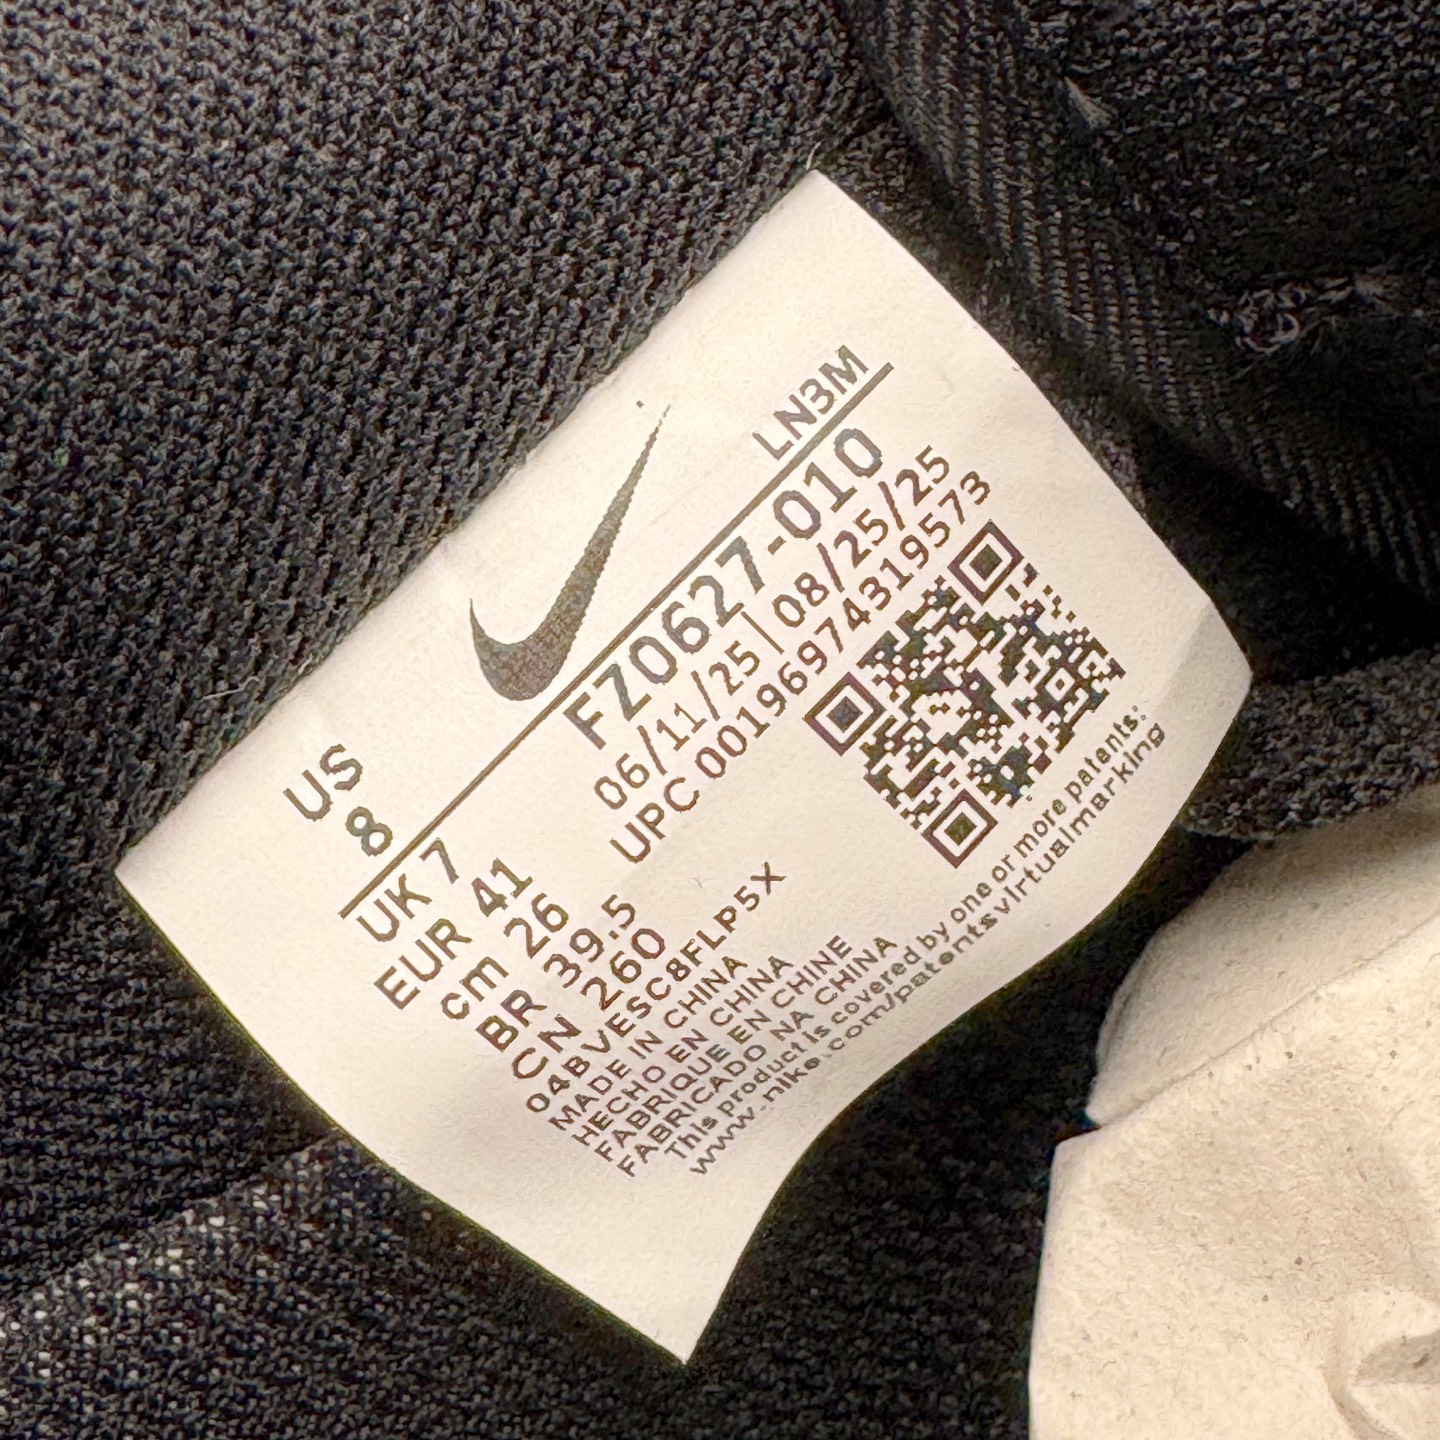 LN3M
US
8
FZ0627-010
06/11/25|08/25/25
UPC 00196974319573
UK 7
EUR 41
cm 26
BR 39.5
CN 260
04BVESC8FLP5X
MADE IN CHINA
HECHO EN CHINA
FABRIQUE EN CHINE
FABRICADO NA CHINA
This product is covered by one or more patents:
www.nike.com/patentsvirtualmarking